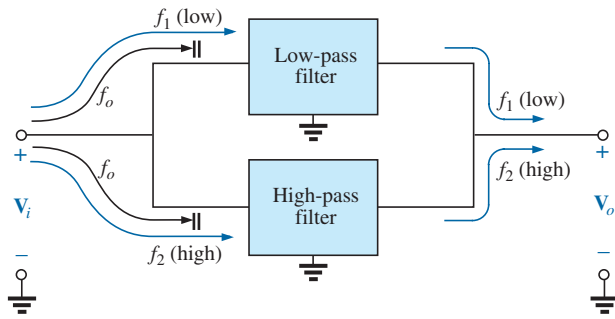 f₁ (low)
Low-pass
filter
fₒ
f₁ (low)
+
+
fₒ
f₂ (high)
High-pass
filter
Vᵢ
Vₒ
f₂ (high)
–
–